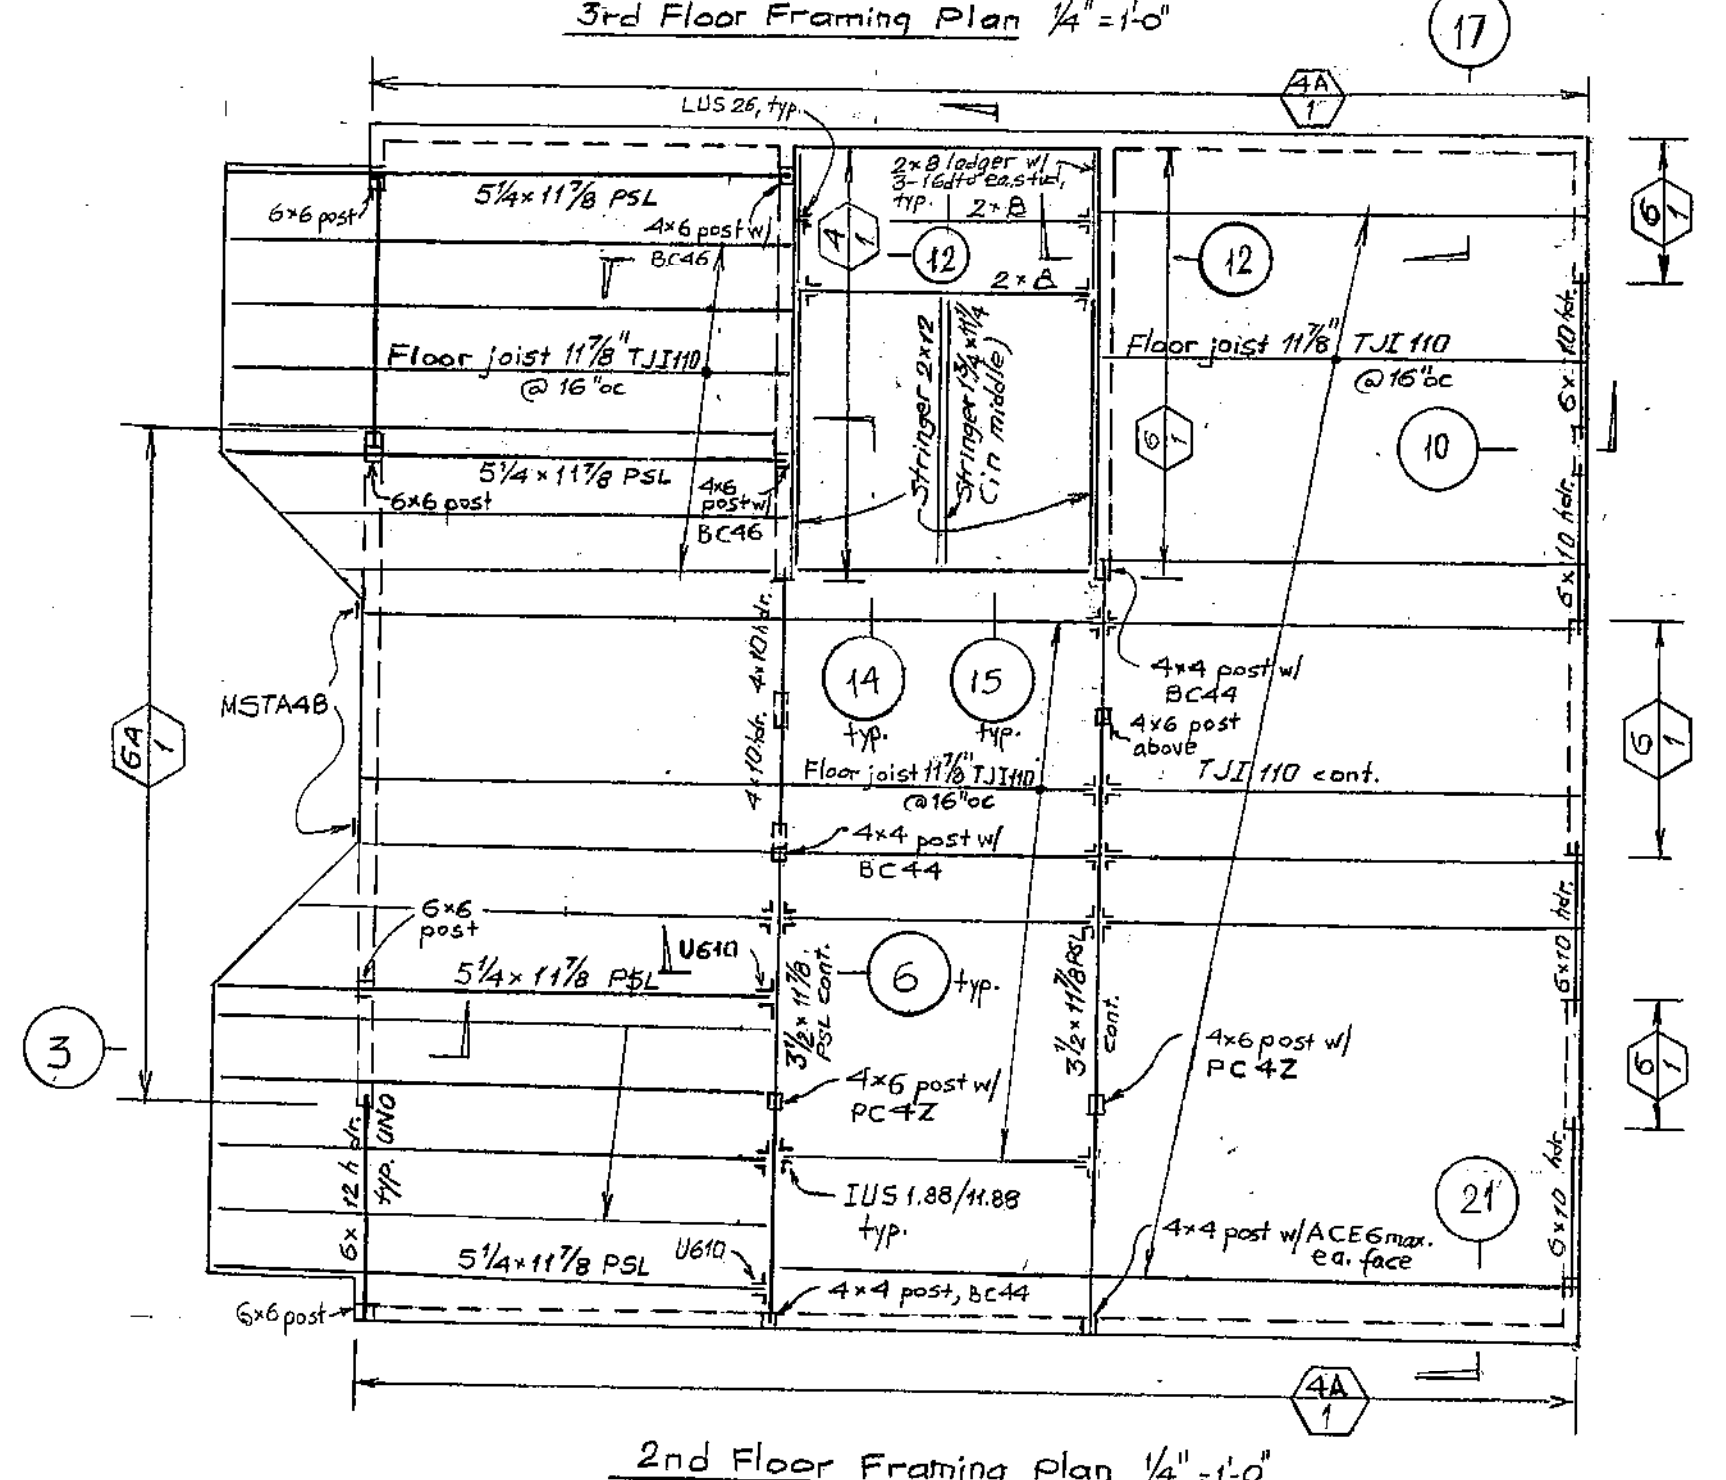 3rd Floor Framing Plan 1/4"=1'-0"
17
4A
1
LUS 26, typ.
2×8 ledger w/
3-16d to ea. stud,
typ.
2×8
5 1/4 × 11 7/8 PSL
6×6 post
4×6 post w/
BC46
4
1
12
12
6
1
2×8
Floor joist 11 7/8" TJI110
@ 16"oc
Stringer 2×12
Stringer 1 3/4 × 11 1/4
(in middle)
Floor joist 11 7/8" TJI 110
@ 16"oc
6×10 hdr.
6
1
10
5 1/4 × 11 7/8 PSL
6×6 post
4×6
post w/
BC46
6×10 hdr.
4×10 hdr.
14
typ.
15
typ.
4×4 post w/
BC44
4×6 post
above
MSTA48
6A
1
4×10 hdr.
Floor joist 11 7/8" TJI110
@16"oc
TJI 110 cont.
6
1
4×4 post w/
BC44
6×6
post
U610
5 1/4 × 11 7/8 PSL
3 1/2 × 11 7/8
PSL cont.
6
typ.
3 1/2 × 11 7/8 PSL
cont.
6×10 hdr.
3
4×6 post w/
PC4Z
4×6 post w/
PC4Z
6
1
6×12 hdr.
typ. UNO
IUS 1.88/11.88
typ.
21
6×10 hdr.
5 1/4 × 11 7/8 PSL
U610
4×4 post w/ACE6max.
ea. face
4×4 post, BC44
6×6 post
4A
1
2nd Floor Framing Plan 1/4"=1'-0"